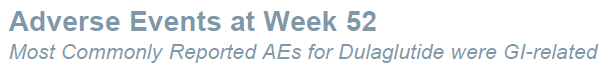 Adverse Events at Week 52
Most Commonly Reported AEs for Dulaglutide were GI-related